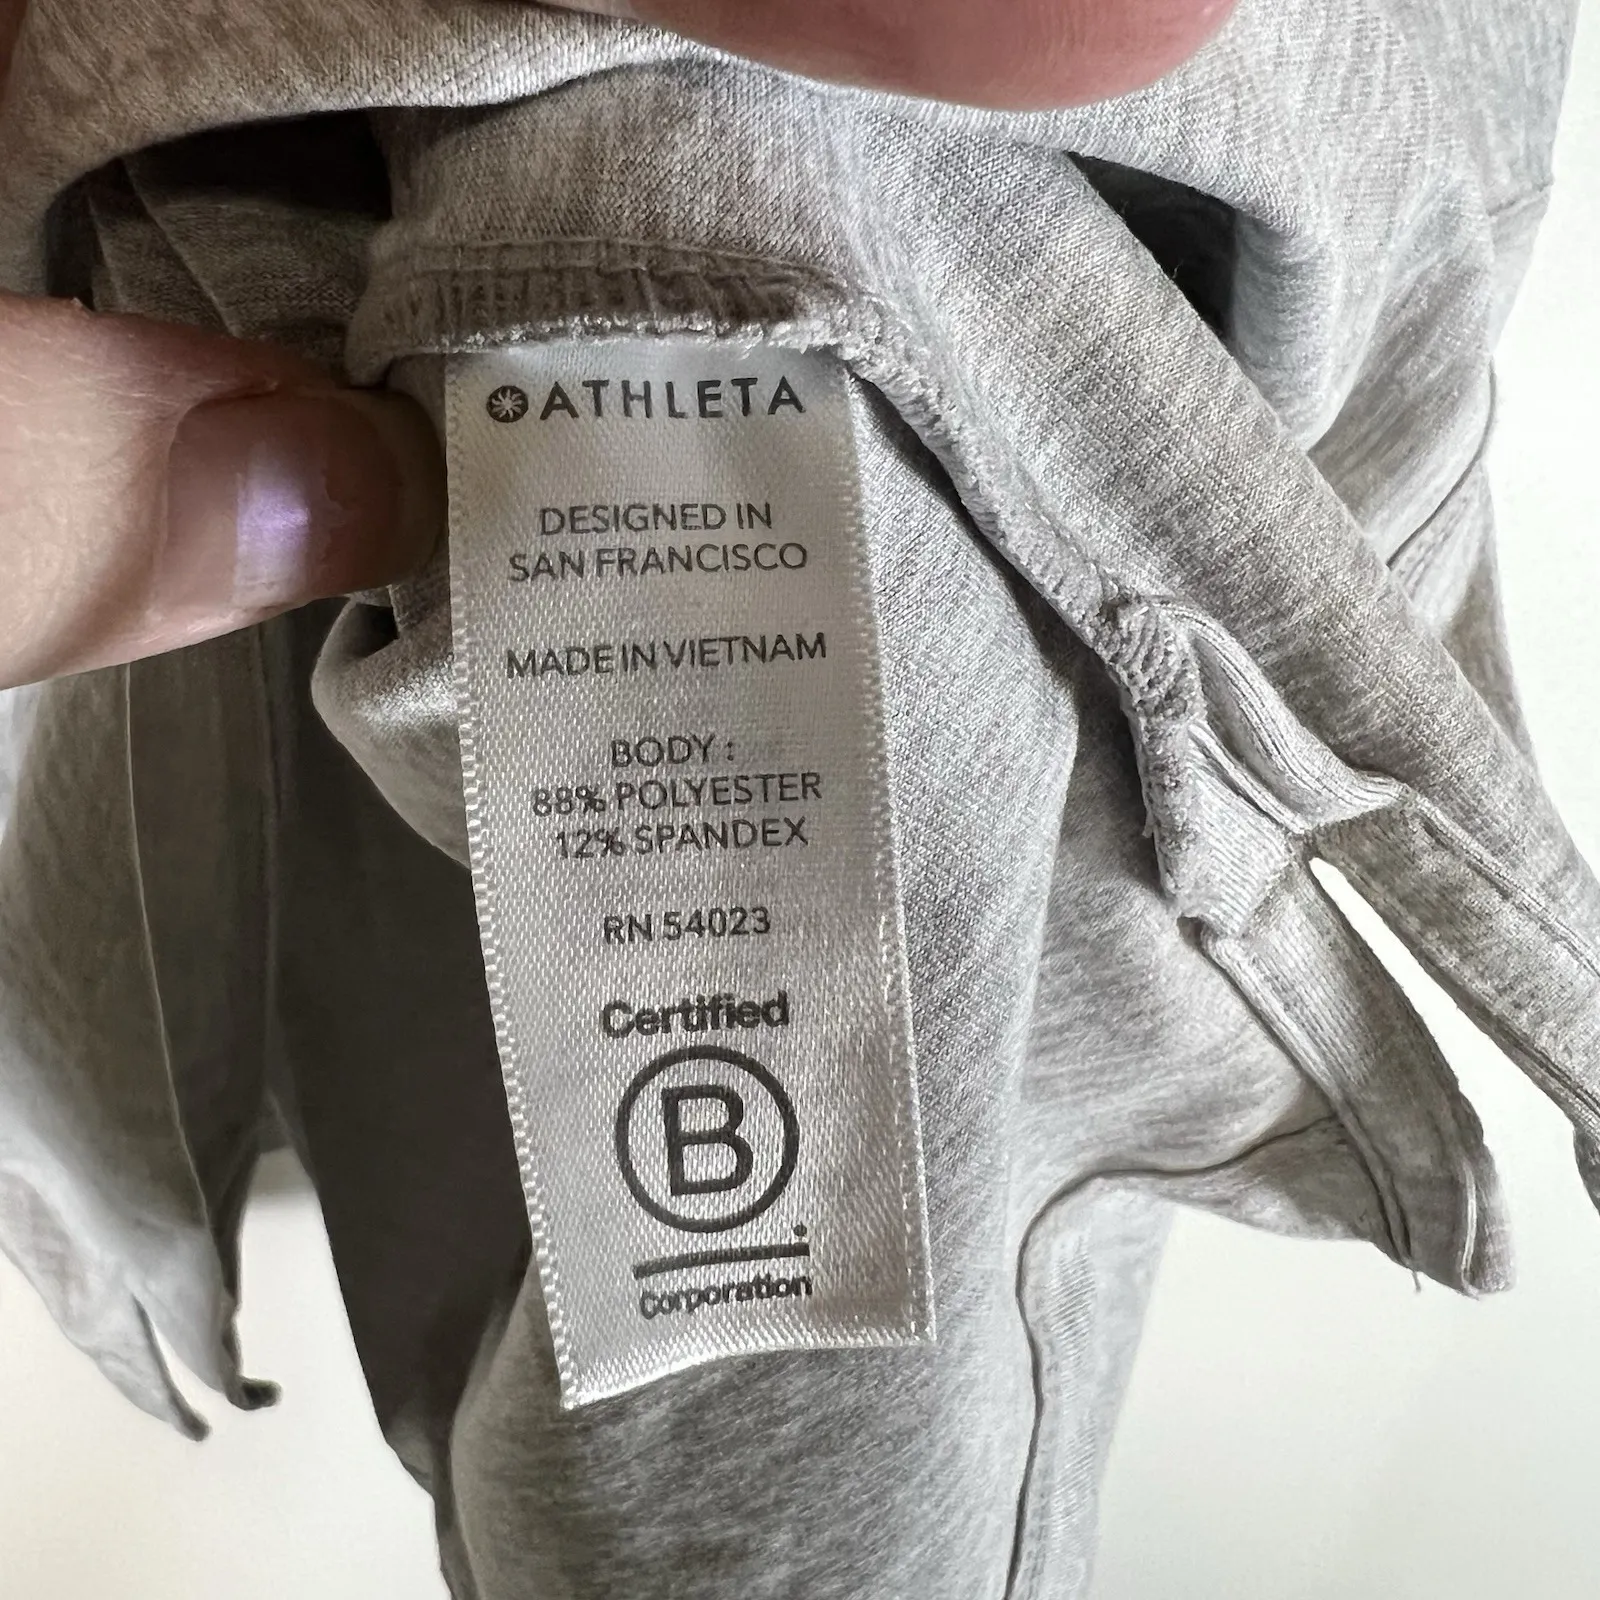 ATHLETA
DESIGNED IN
SAN FRANCISCO
MADE IN VIETNAM
BODY :
88% POLYESTER
12% SPANDEX
RN 54023
Certified
B
Corporation